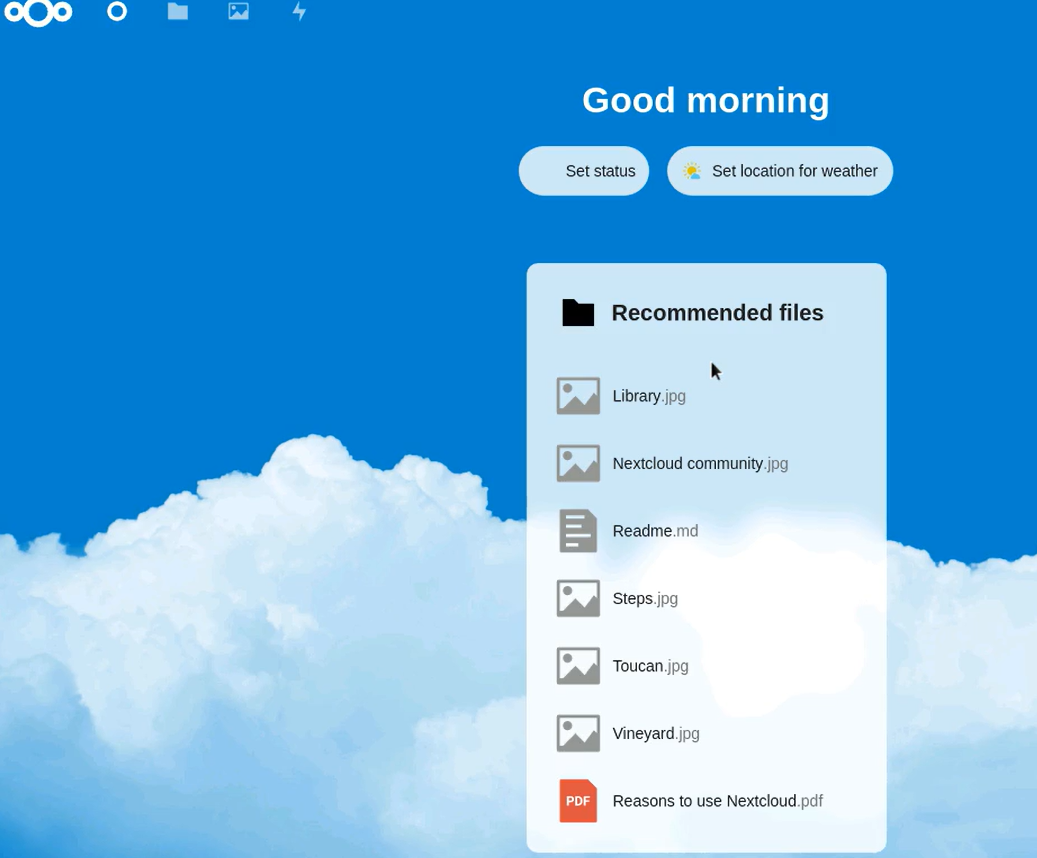 Good morning
Set status
Set location for weather
Recommended files
Library.jpg
Nextcloud community.jpg
Readme.md
Steps.jpg
Toucan.jpg
Vineyard.jpg
PDF
Reasons to use Nextcloud.pdf